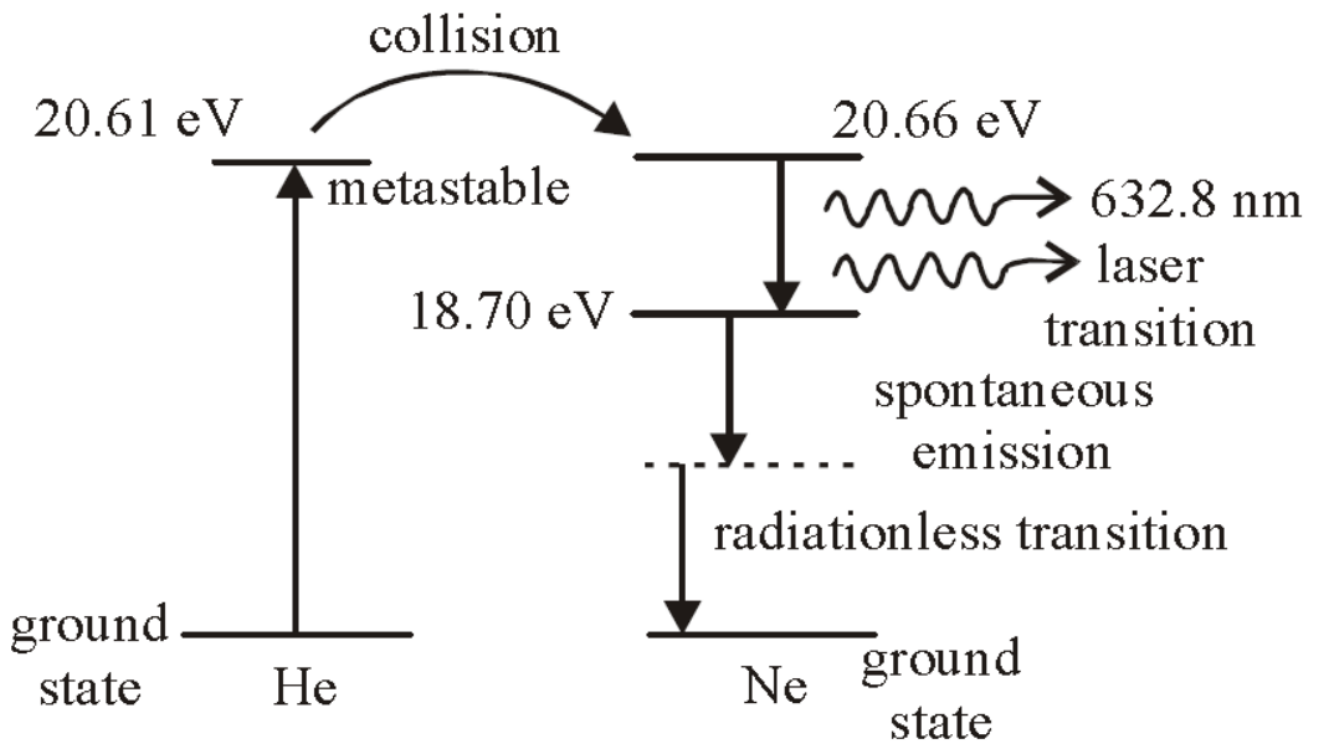 collision
20.61 eV
20.66 eV
metastable
632.8 nm
laser
transition
18.70 eV
spontaneous
emission
radiationless transition
ground
state
He
Ne
ground
state